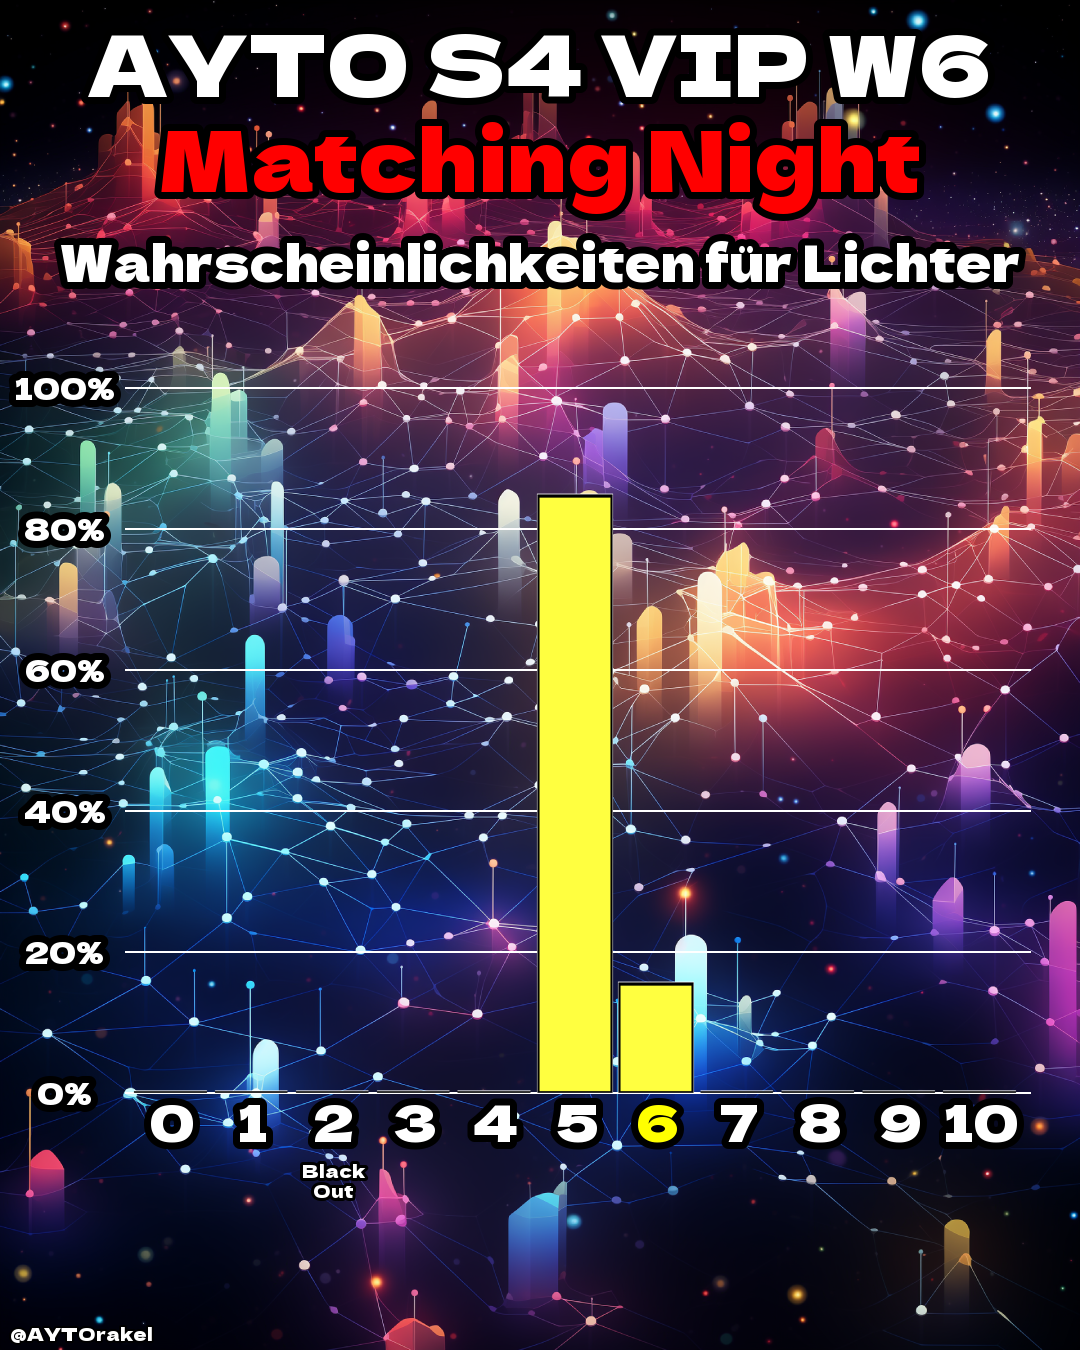 AYTO S4 VIP W6
Matching Night
Wahrscheinlichkeiten für Lichter
100%
80%
60%
40%
20%
0%
0 1 2 3 4 5 6 7 8 9 10
Black
Out
@AYTOrakel